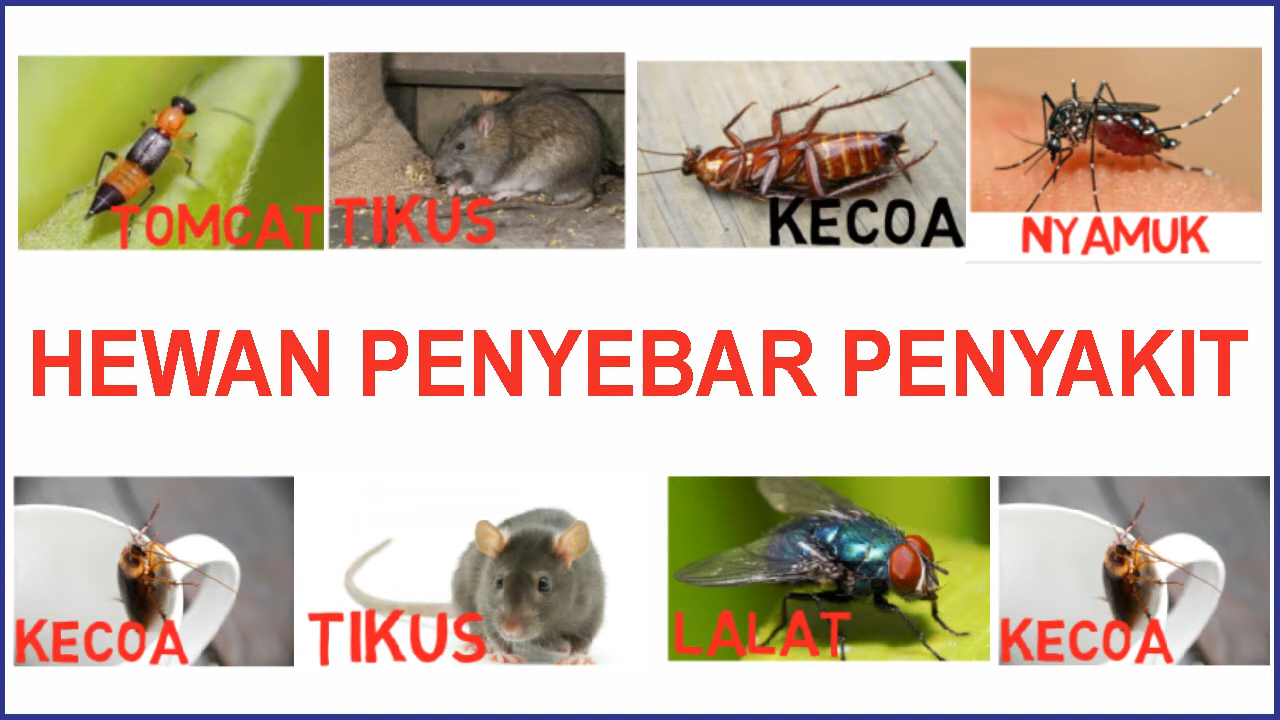 TOMCAT
TIKUS
KECOA
NYAMUK
HEWAN PENYEBAR PENYAKIT
KECOA
TIKUS
LALAT
KECOA